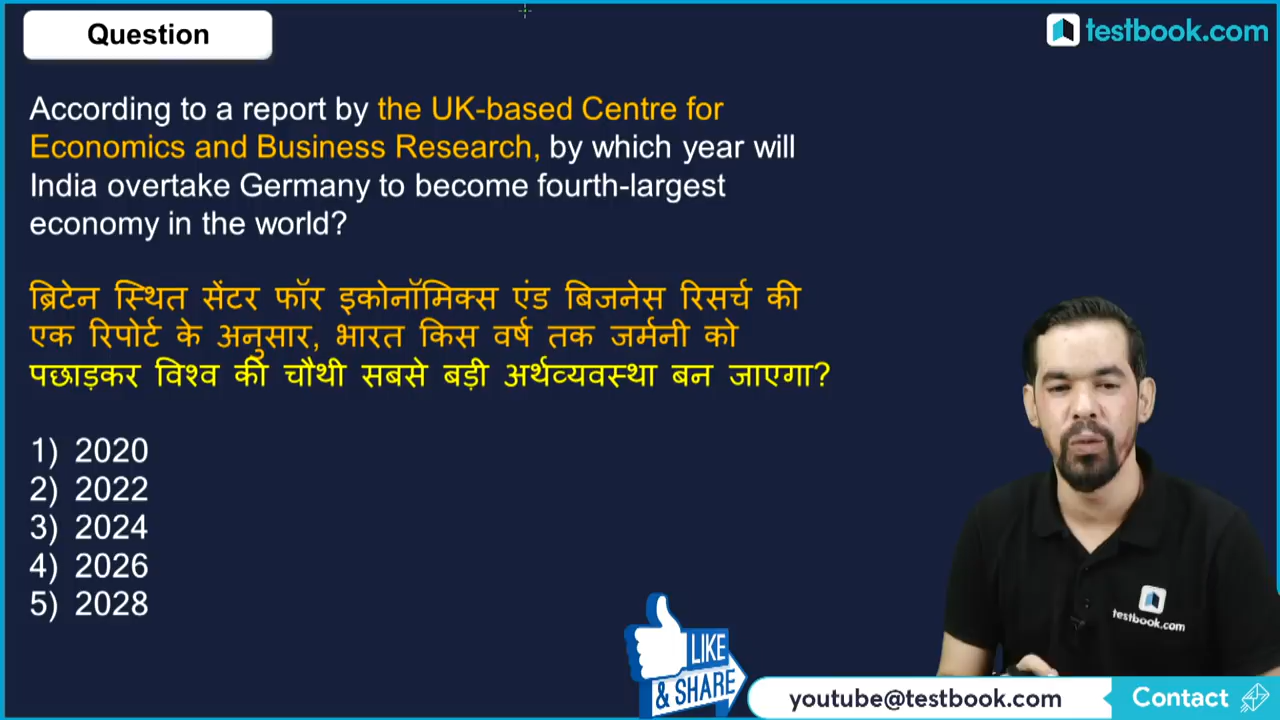 Question
testbook.com
According to a report by the UK-based Centre for
Economics and Business Research, by which year will
India overtake Germany to become fourth-largest
economy in the world?
ब्रिटेन स्थित सेंटर फॉर इकोनॉमिक्स एंड बिजनेस रिसर्च की
एक रिपोर्ट के अनुसार, भारत किस वर्ष तक जर्मनी को
पछाड़कर विश्व की चौथी सबसे बड़ी अर्थव्यवस्था बन जाएगा?
1) 2020
2) 2022
3) 2024
4) 2026
5) 2028
testbook.com
LIKE
& SHARE
youtube@testbook.com
Contact